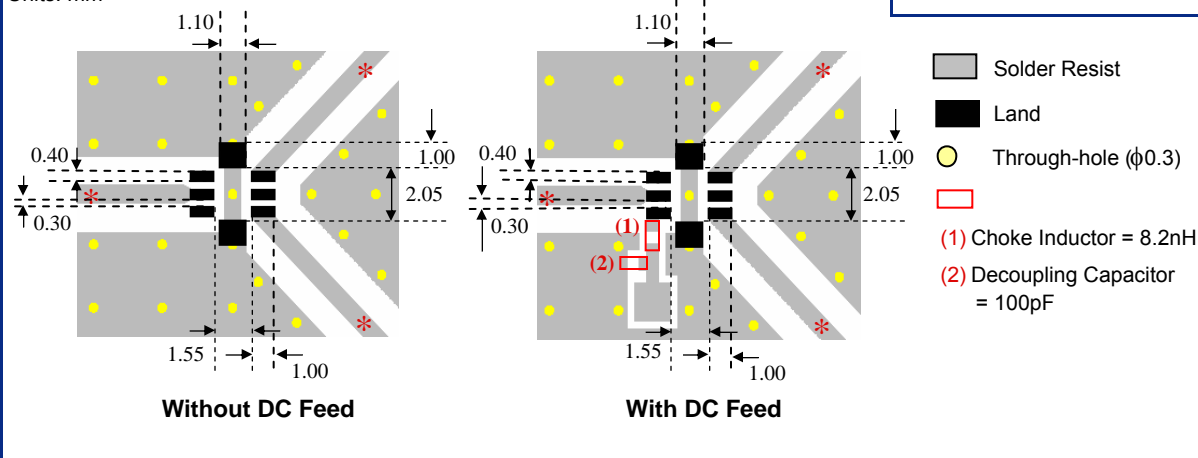 1.10
0.40
0.30
1.00
2.05
1.55
1.00
*
*
*
Without DC Feed
1.10
0.40
0.30
1.00
2.05
(1)
(2)
1.55
1.00
*
*
*
With DC Feed
Solder Resist
Land
Through-hole (ϕ0.3)
(1) Choke Inductor = 8.2nH
(2) Decoupling Capacitor
= 100pF